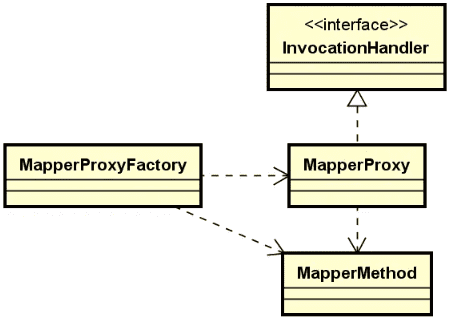 <<interface>>
InvocationHandler
MapperProxyFactory
MapperProxy
MapperMethod